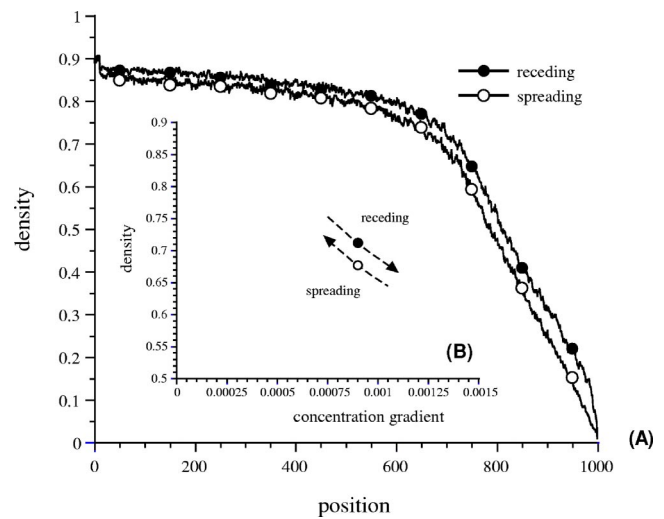 1
0.9
0.8
0.7
0.6
0.5
0.4
0.3
0.2
0.1
0
density
receding
spreading
0.9
0.85
0.8
0.75
0.7
0.65
0.6
0.55
0.5
density
receding
spreading
(B)
0 0.00025 0.0005 0.00075 0.001 0.00125 0.0015
concentration gradient
(A)
0 200 400 600 800 1000
position